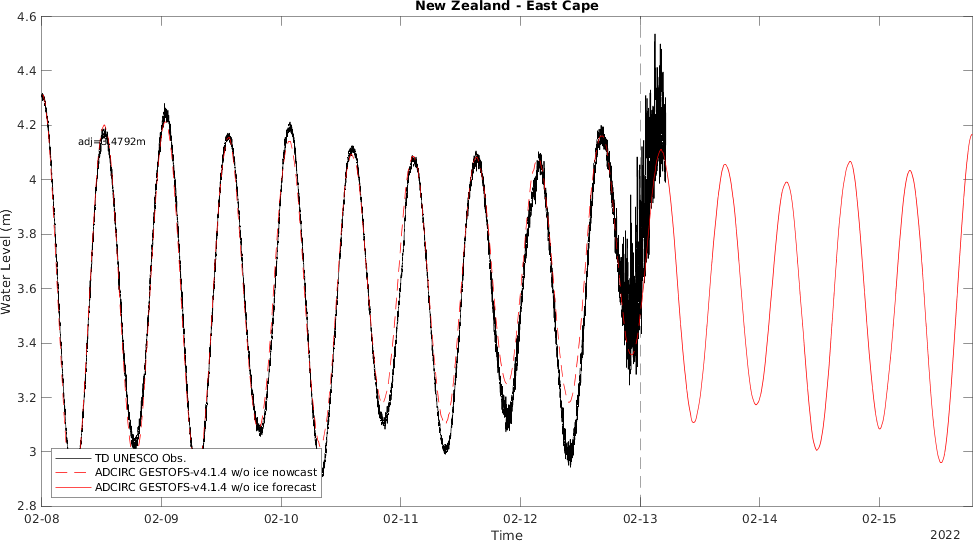 New Zealand - East Cape
4.6
4.4
4.2
4
3.8
3.6
3.4
3.2
3
2.8
Water Level (m)
adj=3.4792m
TD UNESCO Obs.
ADCIRC GESTOFS-v4.1.4 w/o ice nowcast
ADCIRC GESTOFS-v4.1.4 w/o ice forecast
02-08
02-09
02-10
02-11
02-12
02-13
02-14
02-15
Time
2022